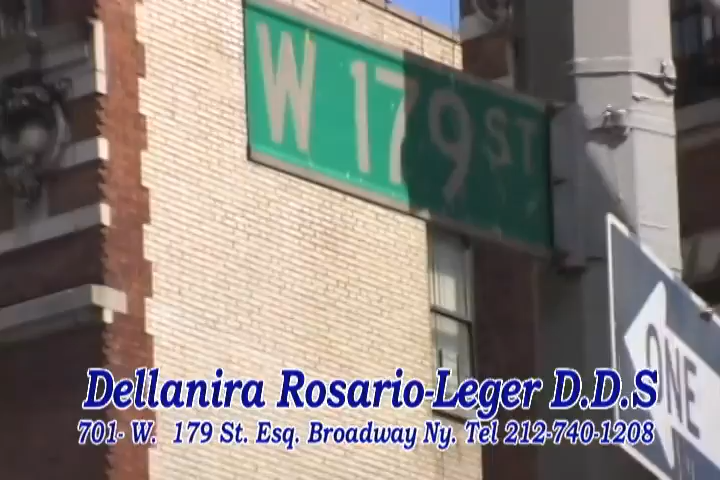 W 179 ST
ONE
Dellanira Rosario-Leger D.D.S
701- W. 179 St. Esq. Broadway Ny. Tel 212-740-1208